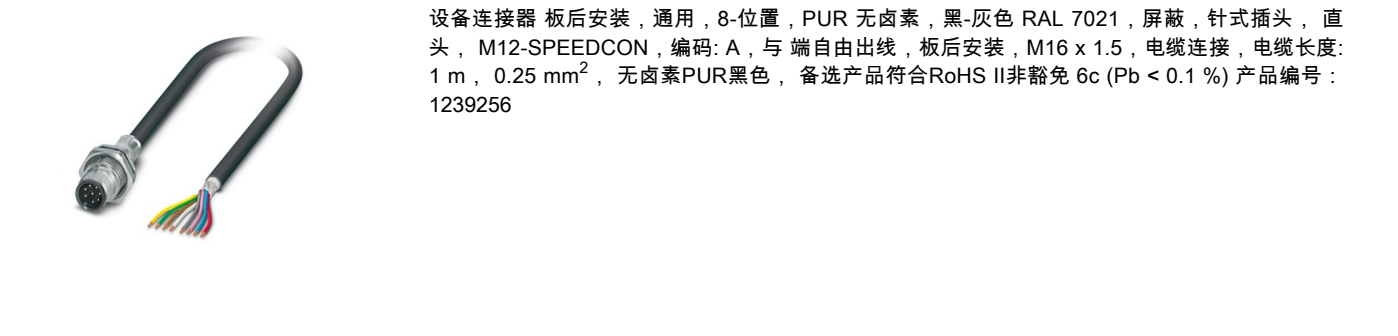 设备连接器 板后安装，通用，8-位置，PUR 无卤素，黑-灰色 RAL 7021，屏蔽，针式插头， 直
头， M12-SPEEDCON，编码: A，与 端自由出线，板后安装，M16 x 1.5，电缆连接，电缆长度:
1 m， 0.25 mm²， 无卤素PUR黑色， 备选产品符合RoHS II非豁免 6c (Pb < 0.1 %) 产品编号：
1239256